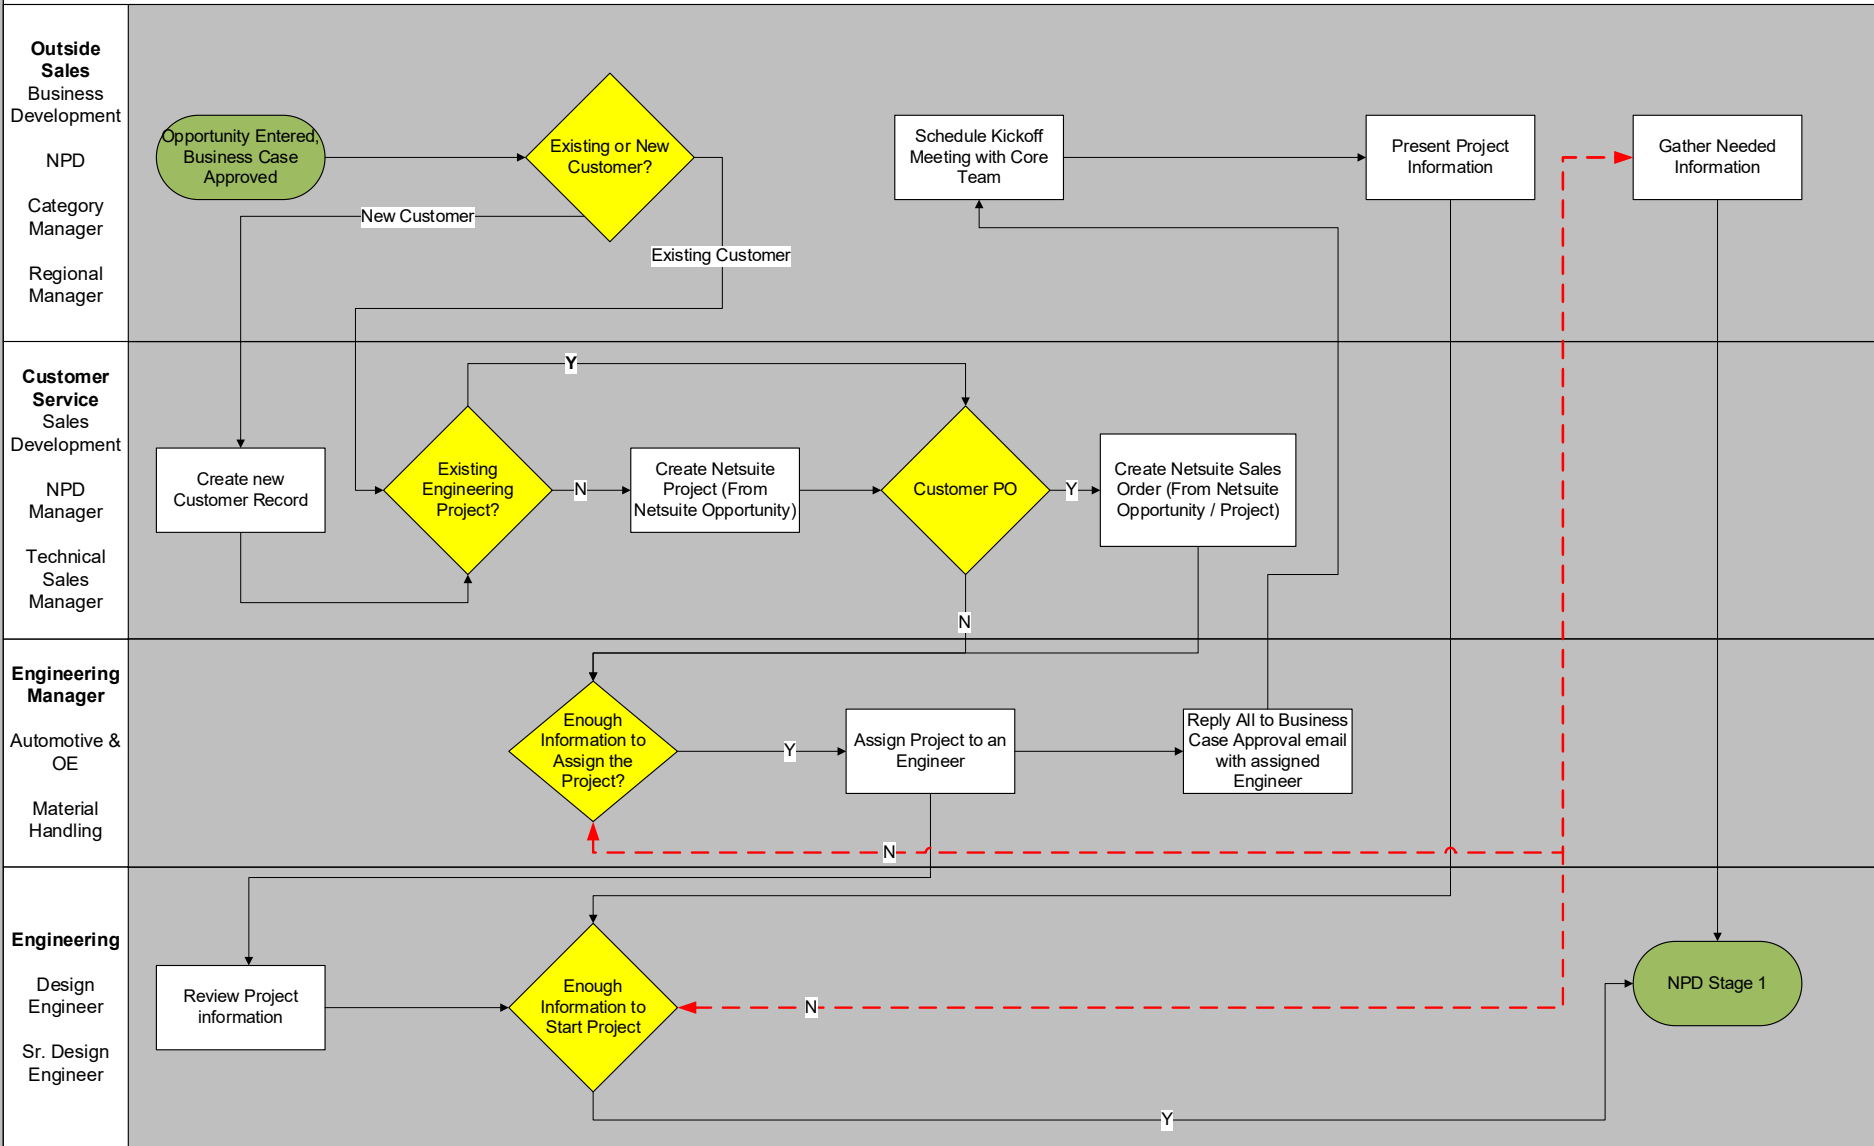 Outside
Sales
Business
Development
NPD
Category
Manager
Regional
Manager
Opportunity Entered,
Business Case
Approved
Existing or New
Customer?
New Customer
Existing Customer
Schedule Kickoff
Meeting with Core
Team
Present Project
Information
Gather Needed
Information
Customer
Service
Sales
Development
NPD
Manager
Technical
Sales
Manager
Create new
Customer Record
Existing
Engineering
Project?
Y
N
Create Netsuite
Project (From
Netsuite Opportunity)
Customer PO
Y
N
Create Netsuite Sales
Order (From Netsuite
Opportunity / Project)
Engineering
Manager
Automotive &
OE
Material
Handling
Enough
Information to
Assign the
Project?
Y
N
Assign Project to an
Engineer
Reply All to Business
Case Approval email
with assigned
Engineer
Engineering
Design
Engineer
Sr. Design
Engineer
Review Project
information
Enough
Information to
Start Project
N
Y
NPD Stage 1